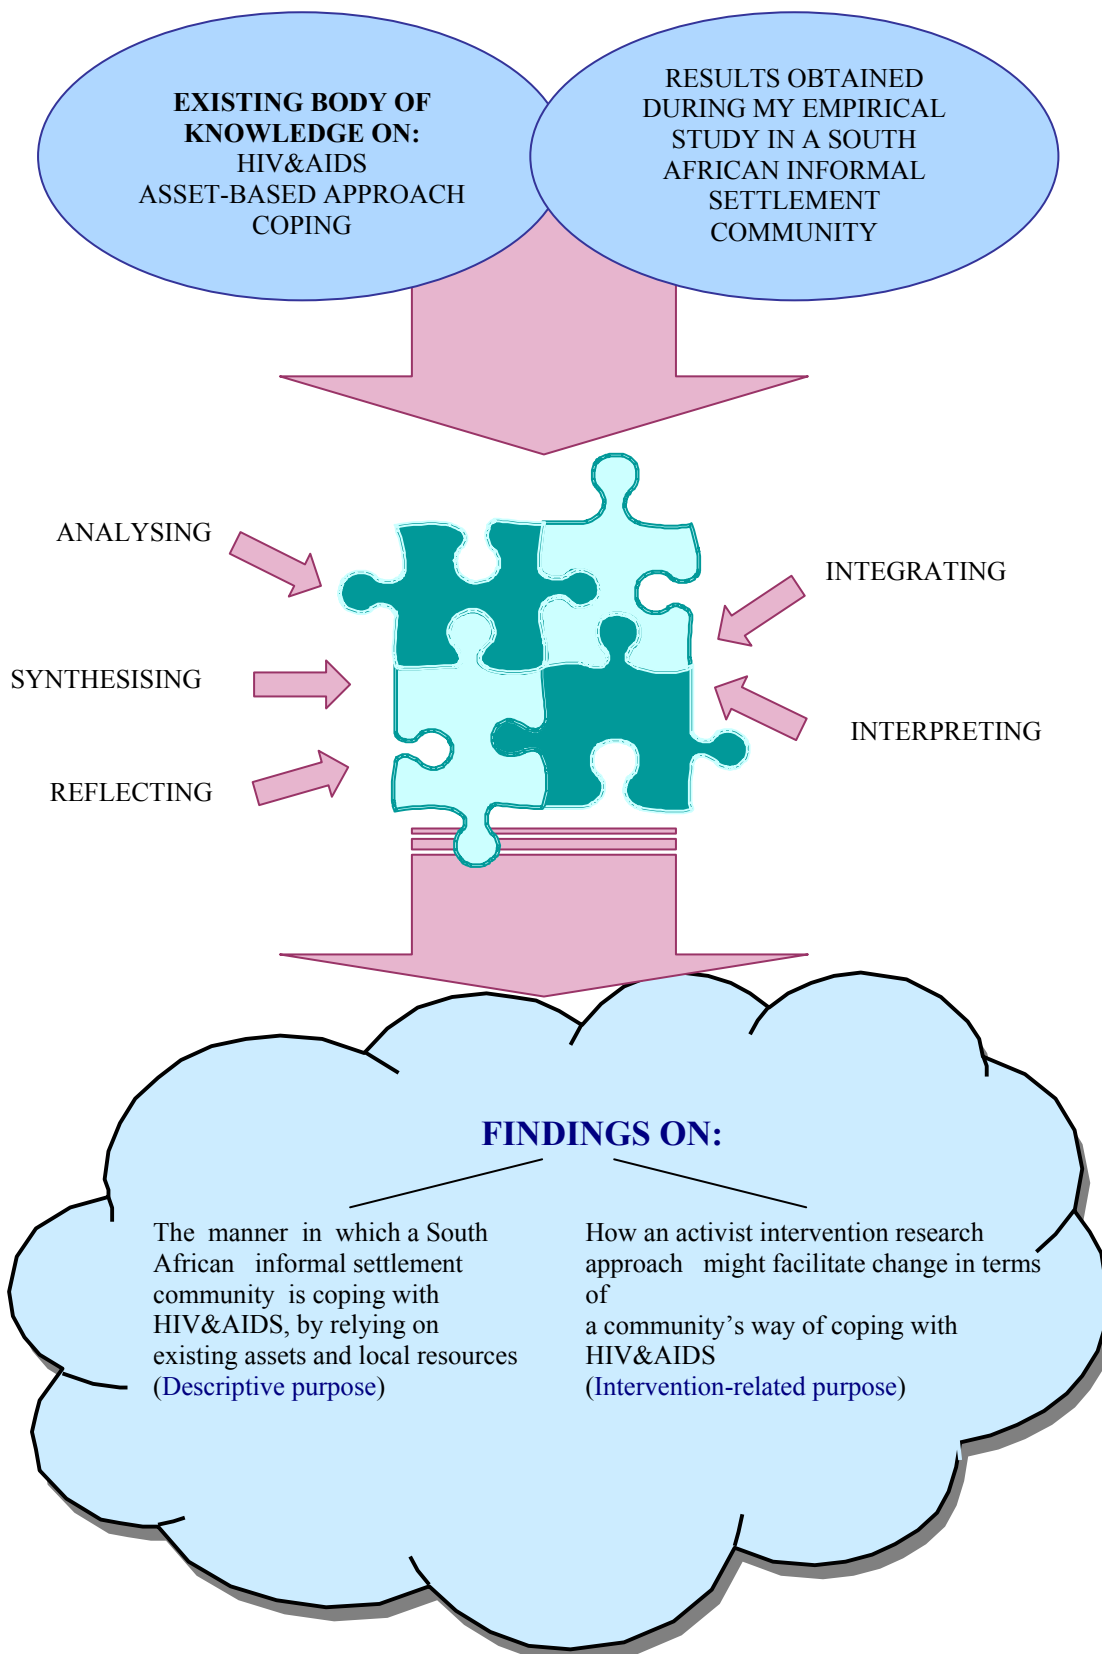 EXISTING BODY OF
KNOWLEDGE ON:
HIV&AIDS
ASSET-BASED APPROACH
COPING
RESULTS OBTAINED
DURING MY EMPIRICAL
STUDY IN A SOUTH
AFRICAN INFORMAL
SETTLEMENT
COMMUNITY
ANALYSING
SYNTHESISING
REFLECTING
INTEGRATING
INTERPRETING
FINDINGS ON:
The manner in which a South
African informal settlement
community is coping with
HIV&AIDS, by relying on
existing assets and local resources
(Descriptive purpose)
How an activist intervention research
approach might facilitate change in terms
of
a community's way of coping with
HIV&AIDS
(Intervention-related purpose)